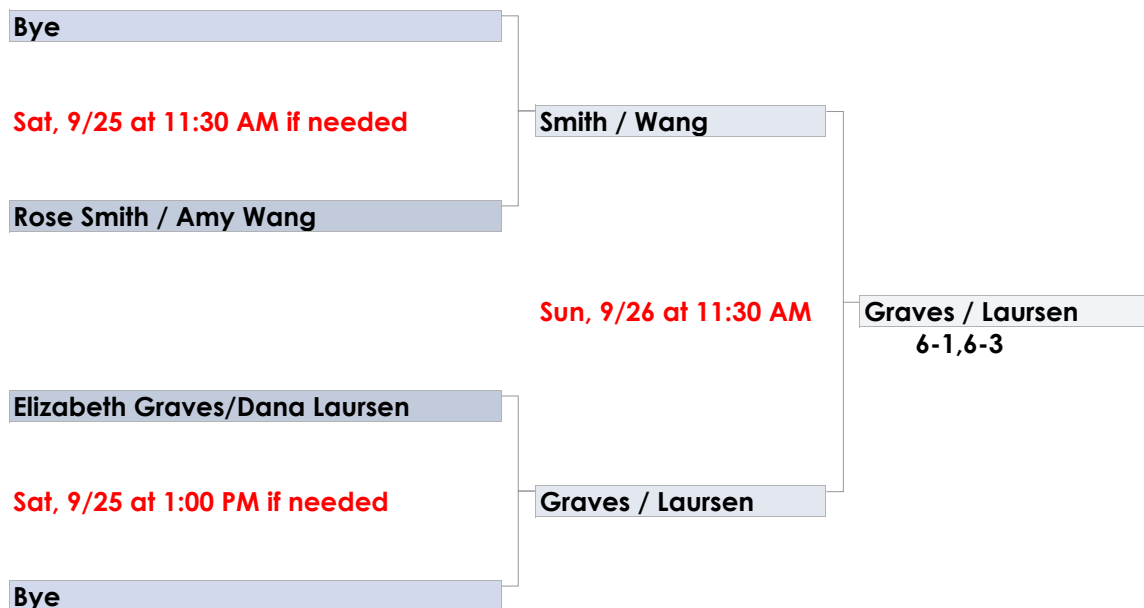 Bye
Sat, 9/25 at 11:30 AM if needed
Smith / Wang
Rose Smith / Amy Wang
Sun, 9/26 at 11:30 AM
Graves / Laursen
6-1,6-3
Elizabeth Graves/Dana Laursen
Sat, 9/25 at 1:00 PM if needed
Graves / Laursen
Bye